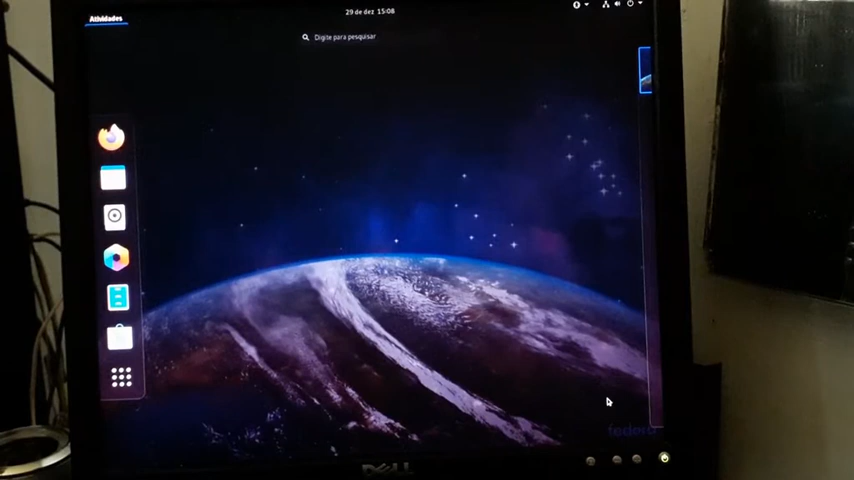 Atividades
29 de dez 15:08
Digite para pesquisar
fedora
DELL